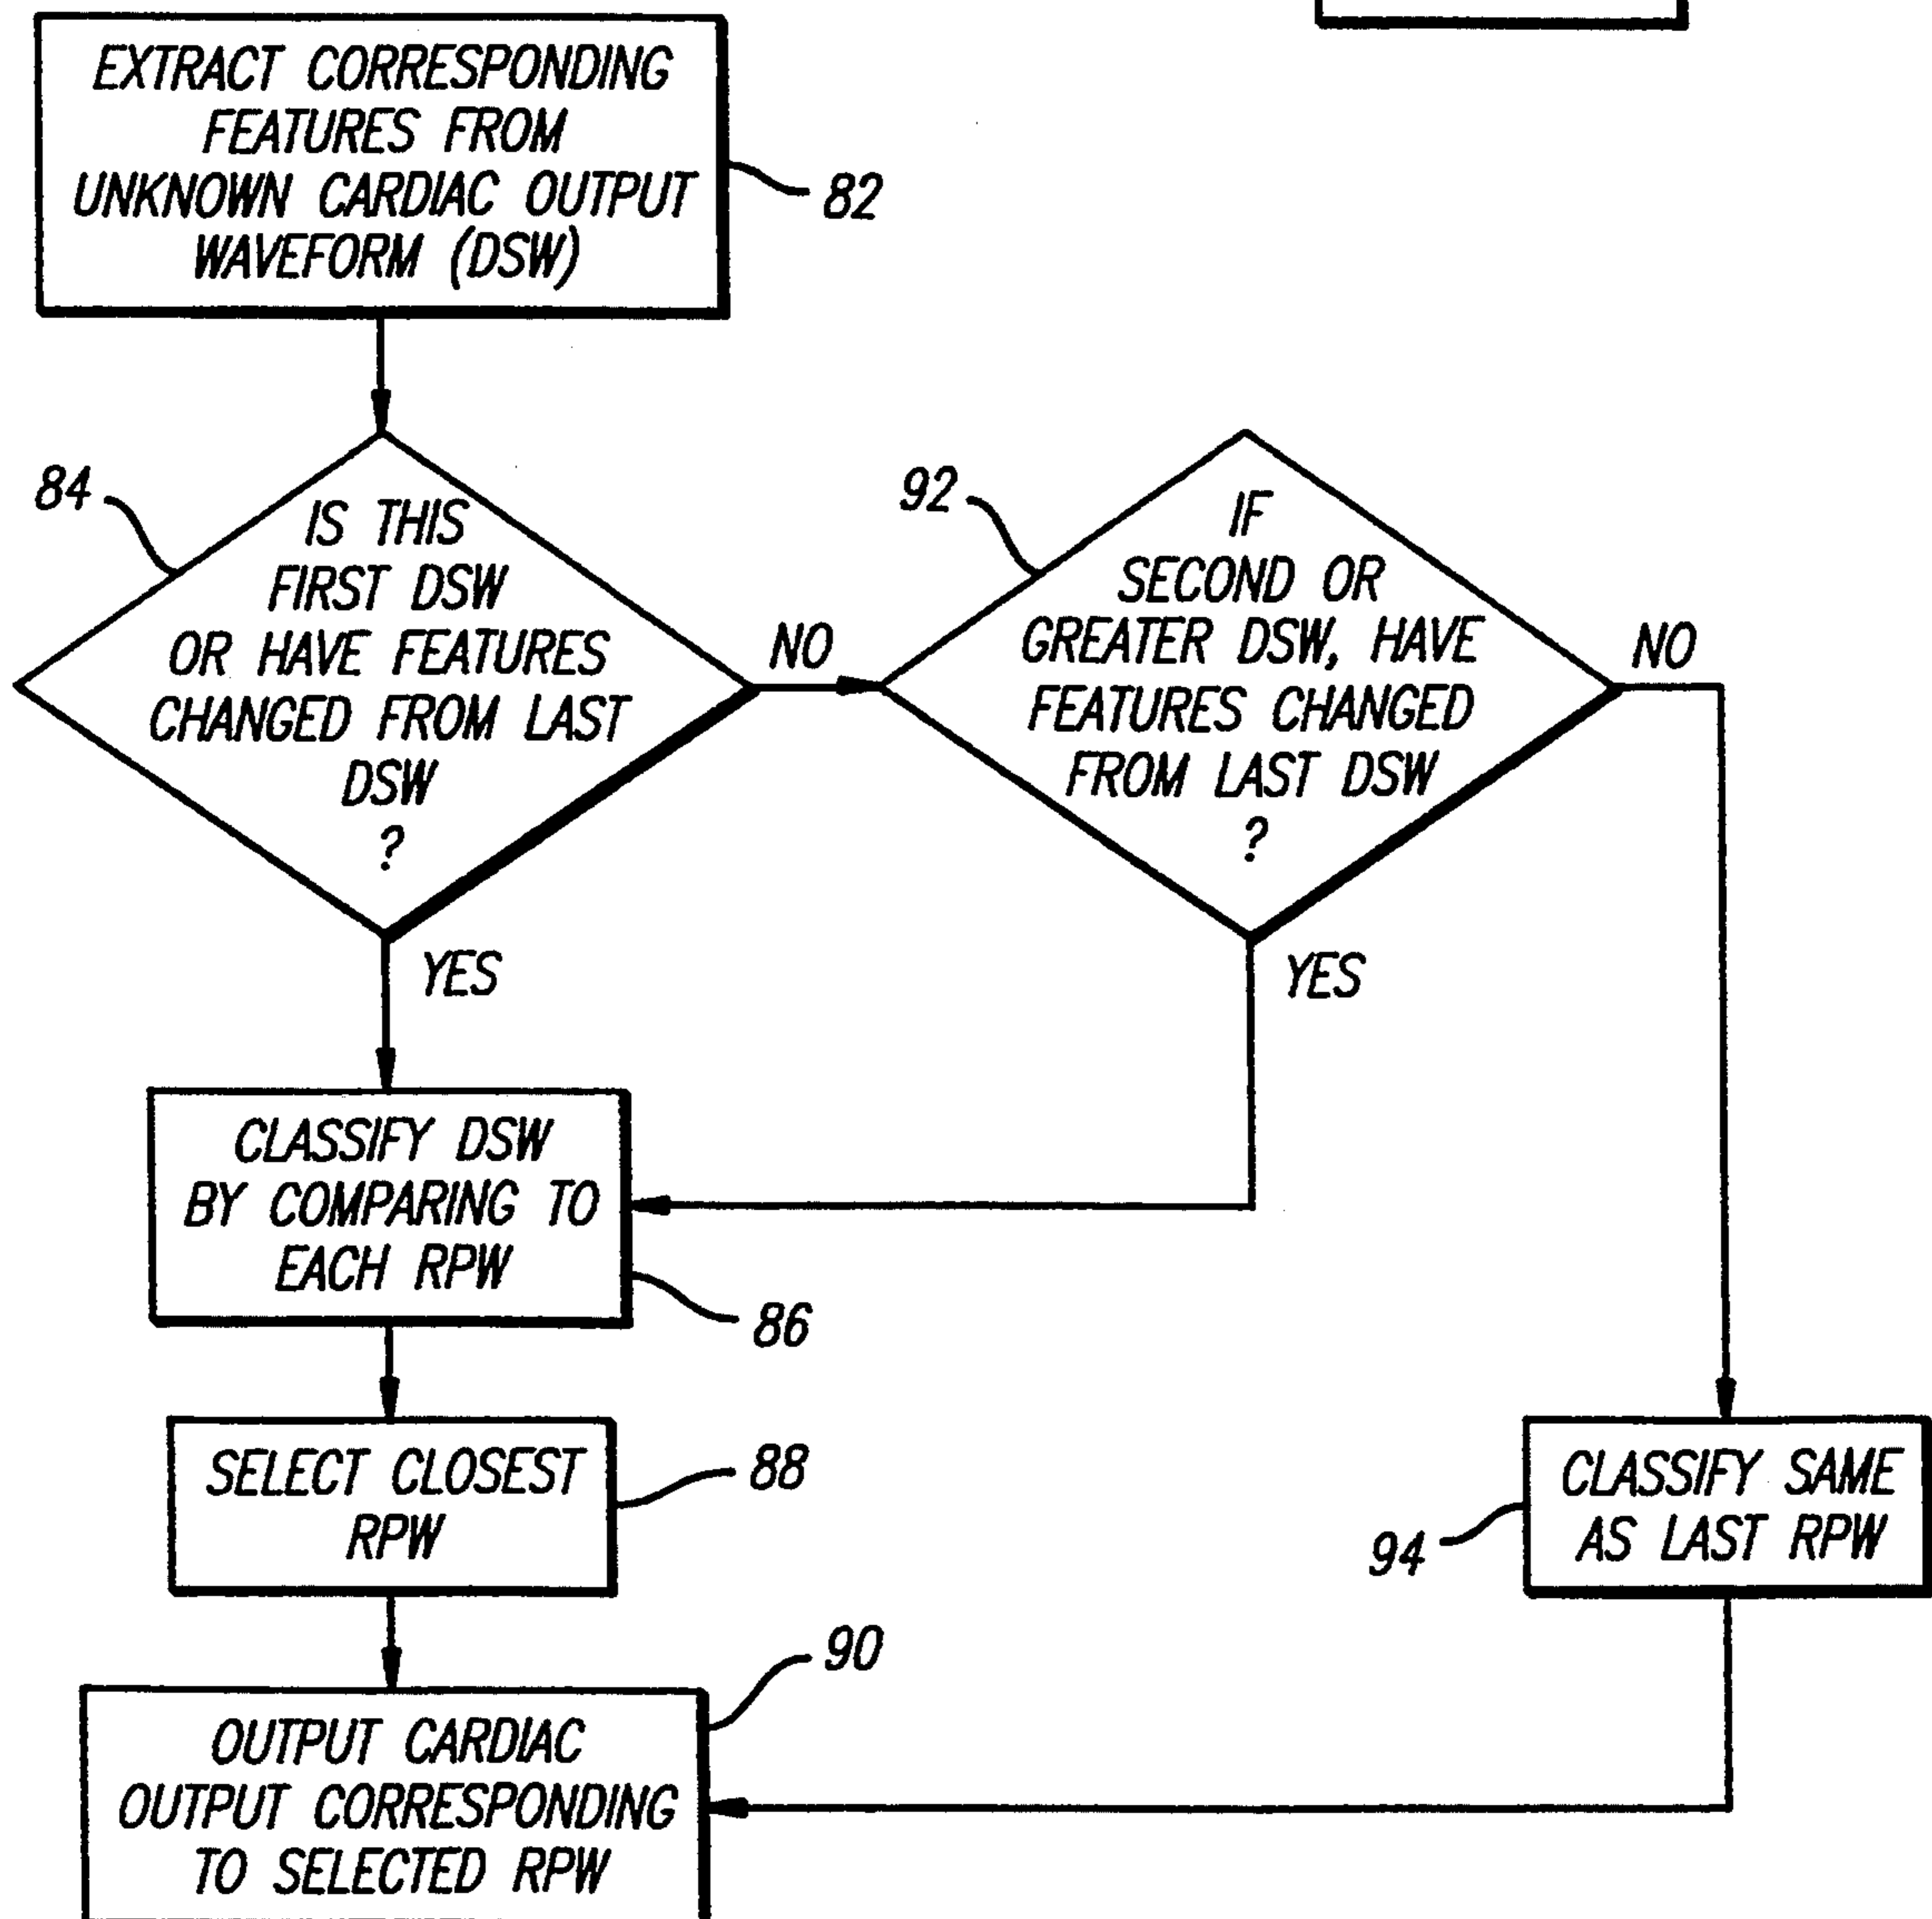 EXTRACT CORRESPONDING
FEATURES FROM
UNKNOWN CARDIAC OUTPUT
WAVEFORM (DSW)
82
84
IS THIS
FIRST DSW
OR HAVE FEATURES
CHANGED FROM LAST
DSW
?
NO
YES
92
IF
SECOND OR
GREATER DSW, HAVE
FEATURES CHANGED
FROM LAST DSW
?
NO
YES
CLASSIFY DSW
BY COMPARING TO
EACH RPW
86
SELECT CLOSEST
RPW
88
CLASSIFY SAME
AS LAST RPW
94
90
OUTPUT CARDIAC
OUTPUT CORRESPONDING
TO SELECTED RPW